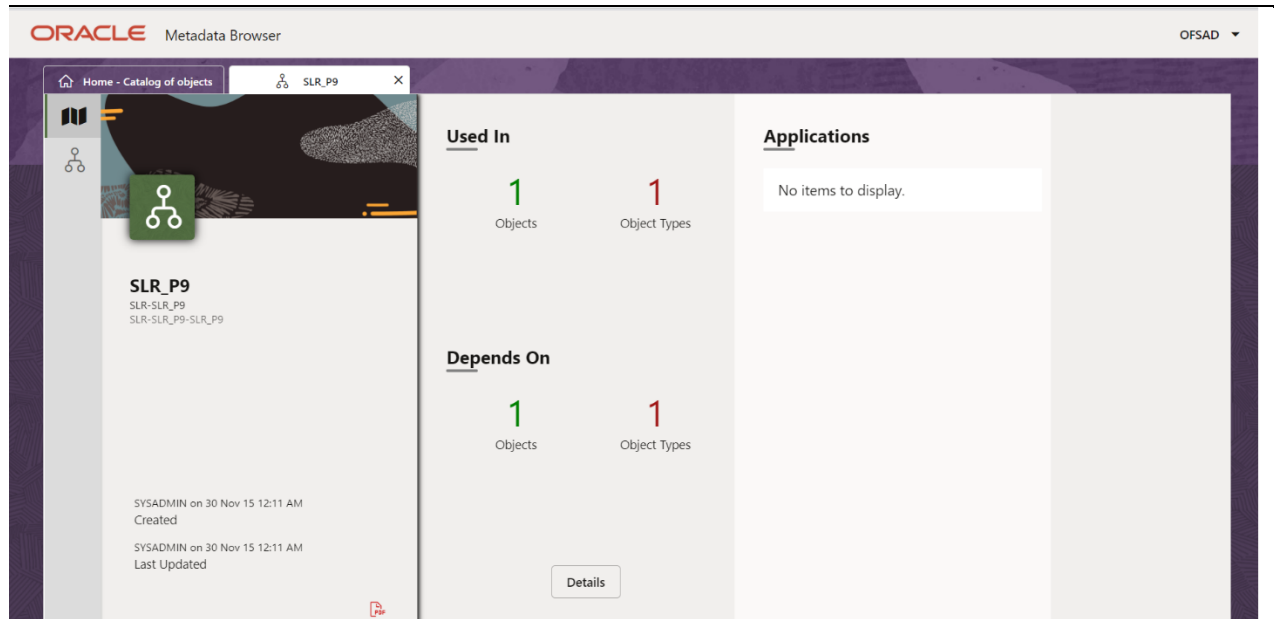 ORACLE Metadata Browser
OFSAD
Home - Catalog of objects
SLR_P9
SLR_P9
SLR-SLR_P9
SLR-SLR_P9-SLR_P9
SYSADMIN on 30 Nov 15 12:11 AM
Created
SYSADMIN on 30 Nov 15 12:11 AM
Last Updated
PDF
Used In
1 1
Objects Object Types
Depends On
1 1
Objects Object Types
Details
Applications
No items to display.